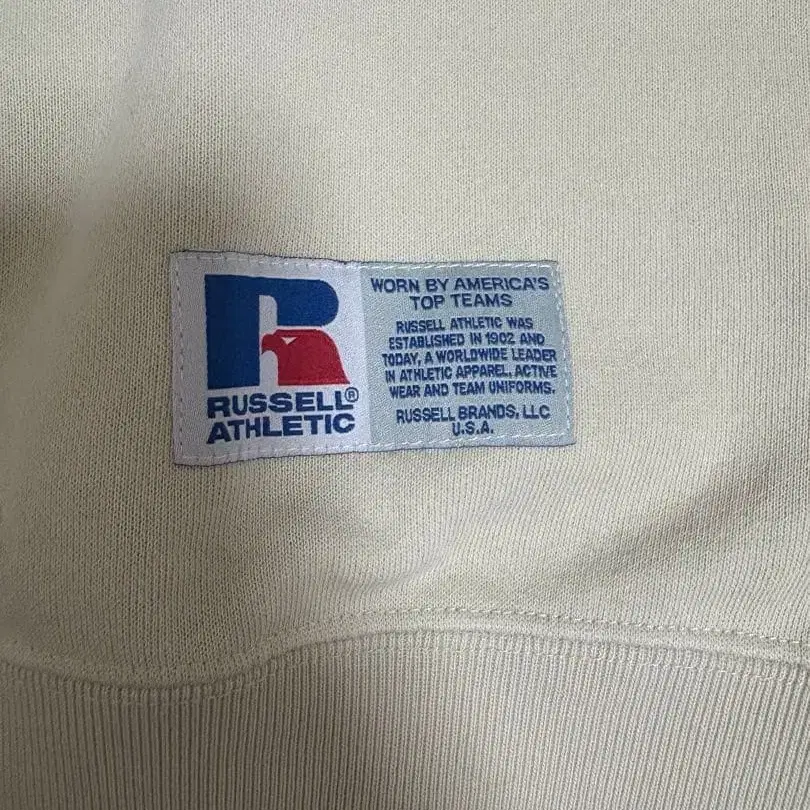 RUSSELL®
ATHLETIC
WORN BY AMERICA'S
TOP TEAMS
RUSSELL ATHLETIC WAS
ESTABLISHED IN 1902 AND
TODAY, A WORLDWIDE LEADER
IN ATHLETIC APPAREL, ACTIVE
WEAR AND TEAM UNIFORMS.
RUSSELL BRANDS, LLC
U.S.A.